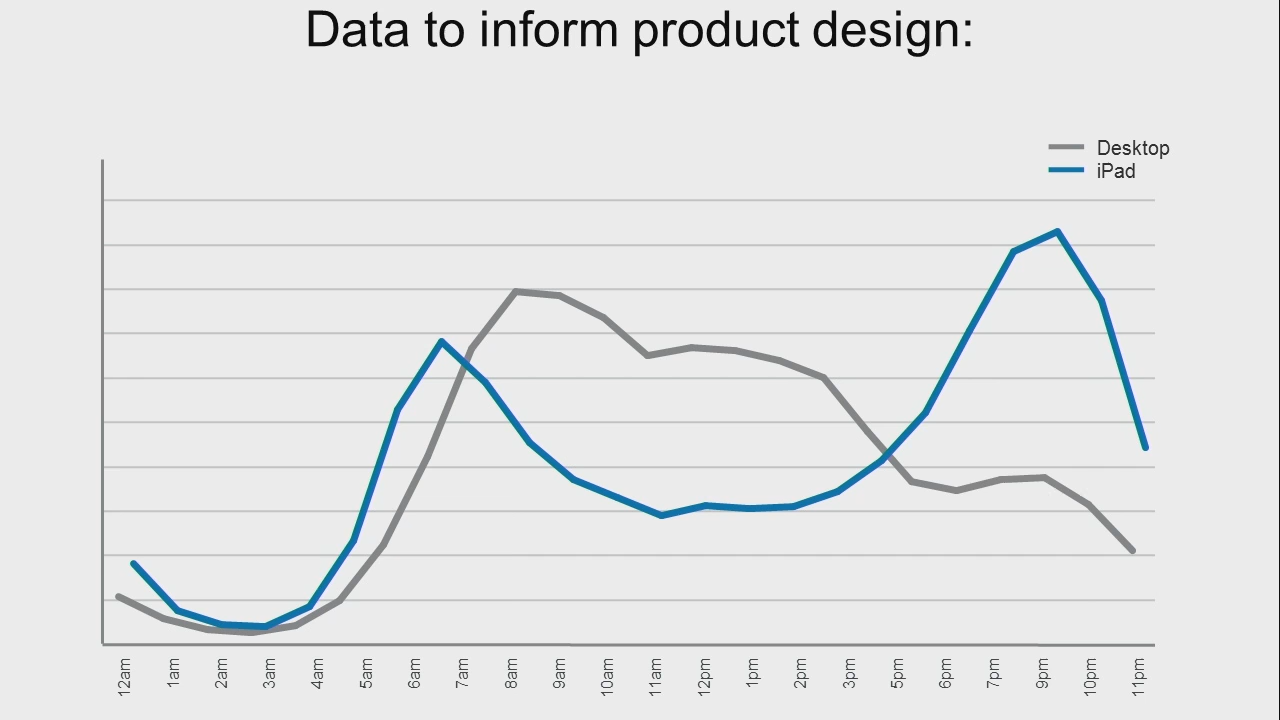 Data to inform product design:
Desktop
iPad
12am
1am
2am
3am
4am
5am
6am
7am
8am
9am
10am
11am
12pm
1pm
2pm
3pm
5pm
6pm
7pm
9pm
10pm
11pm